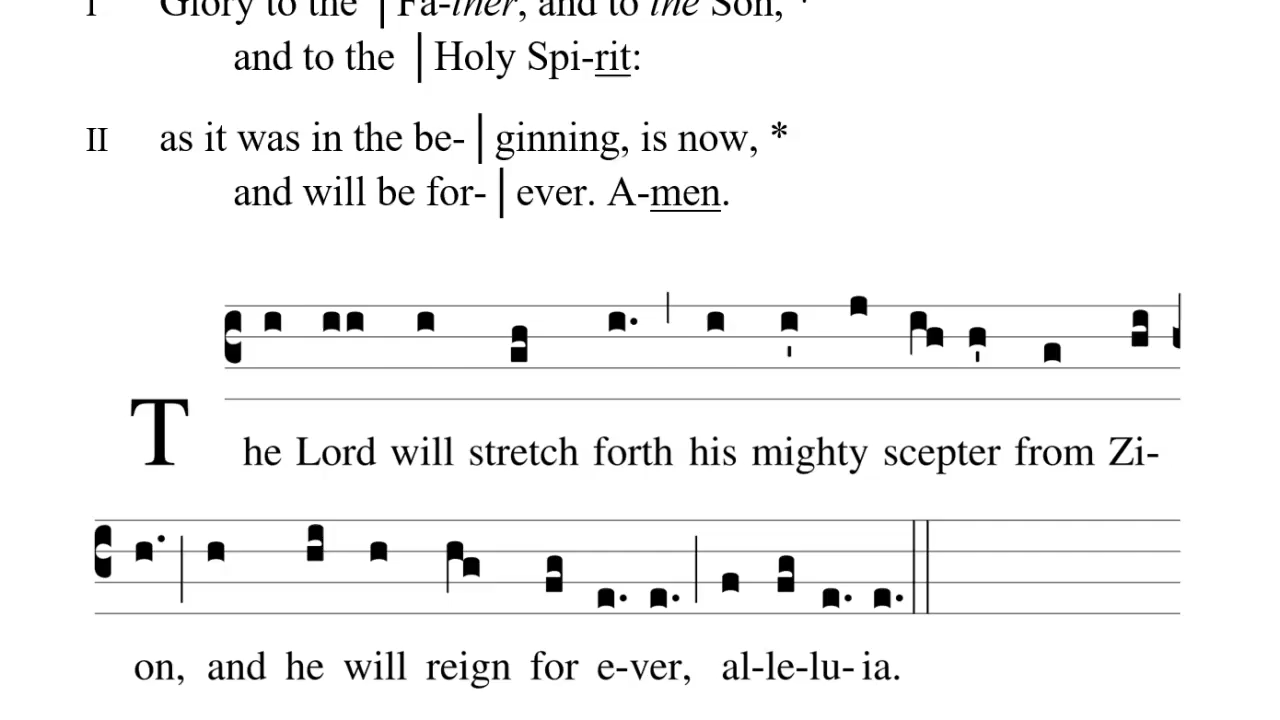 I Glory to the | Fa-ther, and to the Son, *
and to the | Holy Spi-rit:
II as it was in the be- | ginning, is now, *
and will be for- | ever. A-men.
The Lord will stretch forth his mighty scepter from Zi-
on, and he will reign for e-ver, al-le-lu-ia.